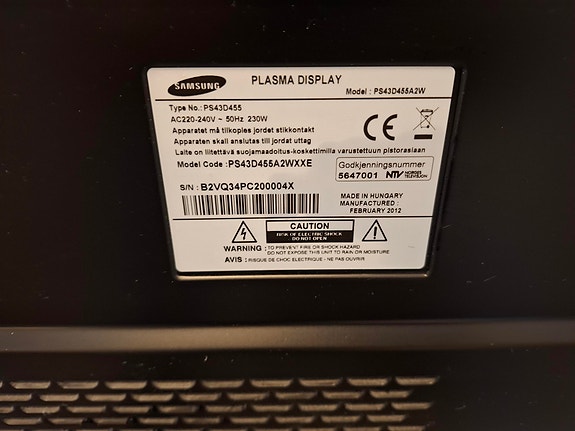 SAMSUNG
PLASMA DISPLAY
Model : PS43D455A2W
Type No.: PS43D455
AC220-240V ~ 50Hz 230W
Apparatet må tilkoples jordet stikkontakt
Apparaten skall anslutas till jordat uttag
Laite on liitettävä suojamaadoitus-koskettimilla varustettuun pistorasiaan
Model Code :PS43D455A2WXXE
CE
Godkjenningsnummer
5647001 NTV NORGES TELEVISJON
S/N : B2VQ34PC200004X
MADE IN HUNGARY
MANUFACTURED :
FEBRUARY 2012
CAUTION
RISK OF ELECTRIC SHOCK
DO NOT OPEN
WARNING : TO PREVENT FIRE OR SHOCK HAZARD
DO NOT EXPOSE THIS UNIT TO RAIN OR MOISTURE
AVIS : RISQUE DE CHOC ELECTRIQUE - NE PAS OUVRIR